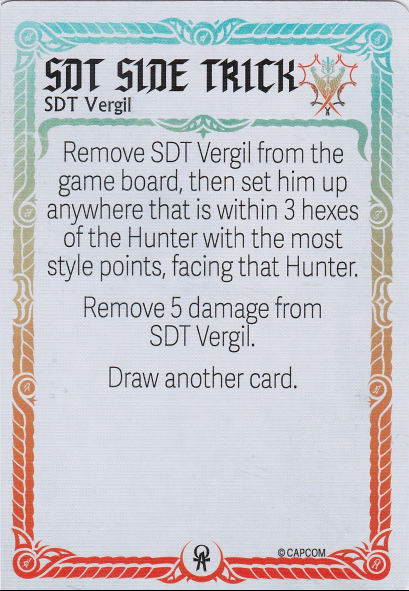 SDT SIDE TRICK
SDT Vergil
Remove SDT Vergil from the
game board, then set him up
anywhere that is within 3 hexes
of the Hunter with the most
style points, facing that Hunter.
Remove 5 damage from
SDT Vergil.
Draw another card.
© CAPCOM